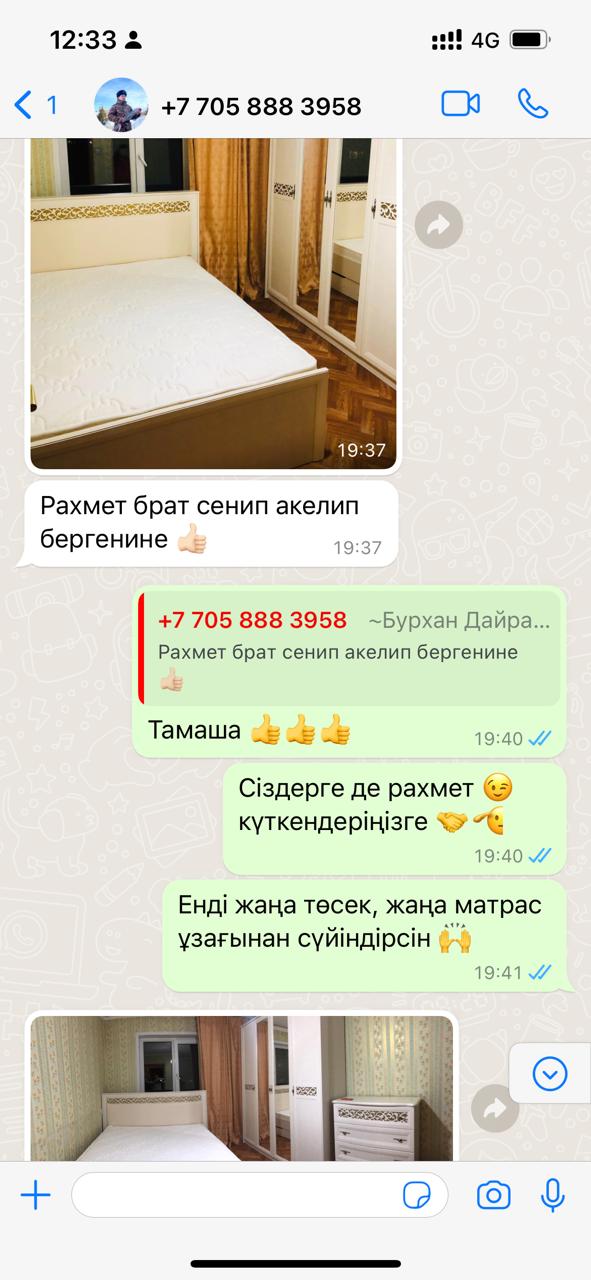 12:33
4G
1
+7 705 888 3958
19:37
Рахмет брат сенип акелип
бергенине 👍🏻
19:37
+7 705 888 3958 ~Бурхан Дайра...
Рахмет брат сенип акелип бергенине
👍🏻
Тамаша 👍👍👍
19:40
Сіздерге де рахмет 😉
күткендеріңізге 🤝🫡
19:40
Енді жаңа төсек, жаңа матрас
ұзағынан сүйіндірсін 🙌
19:41